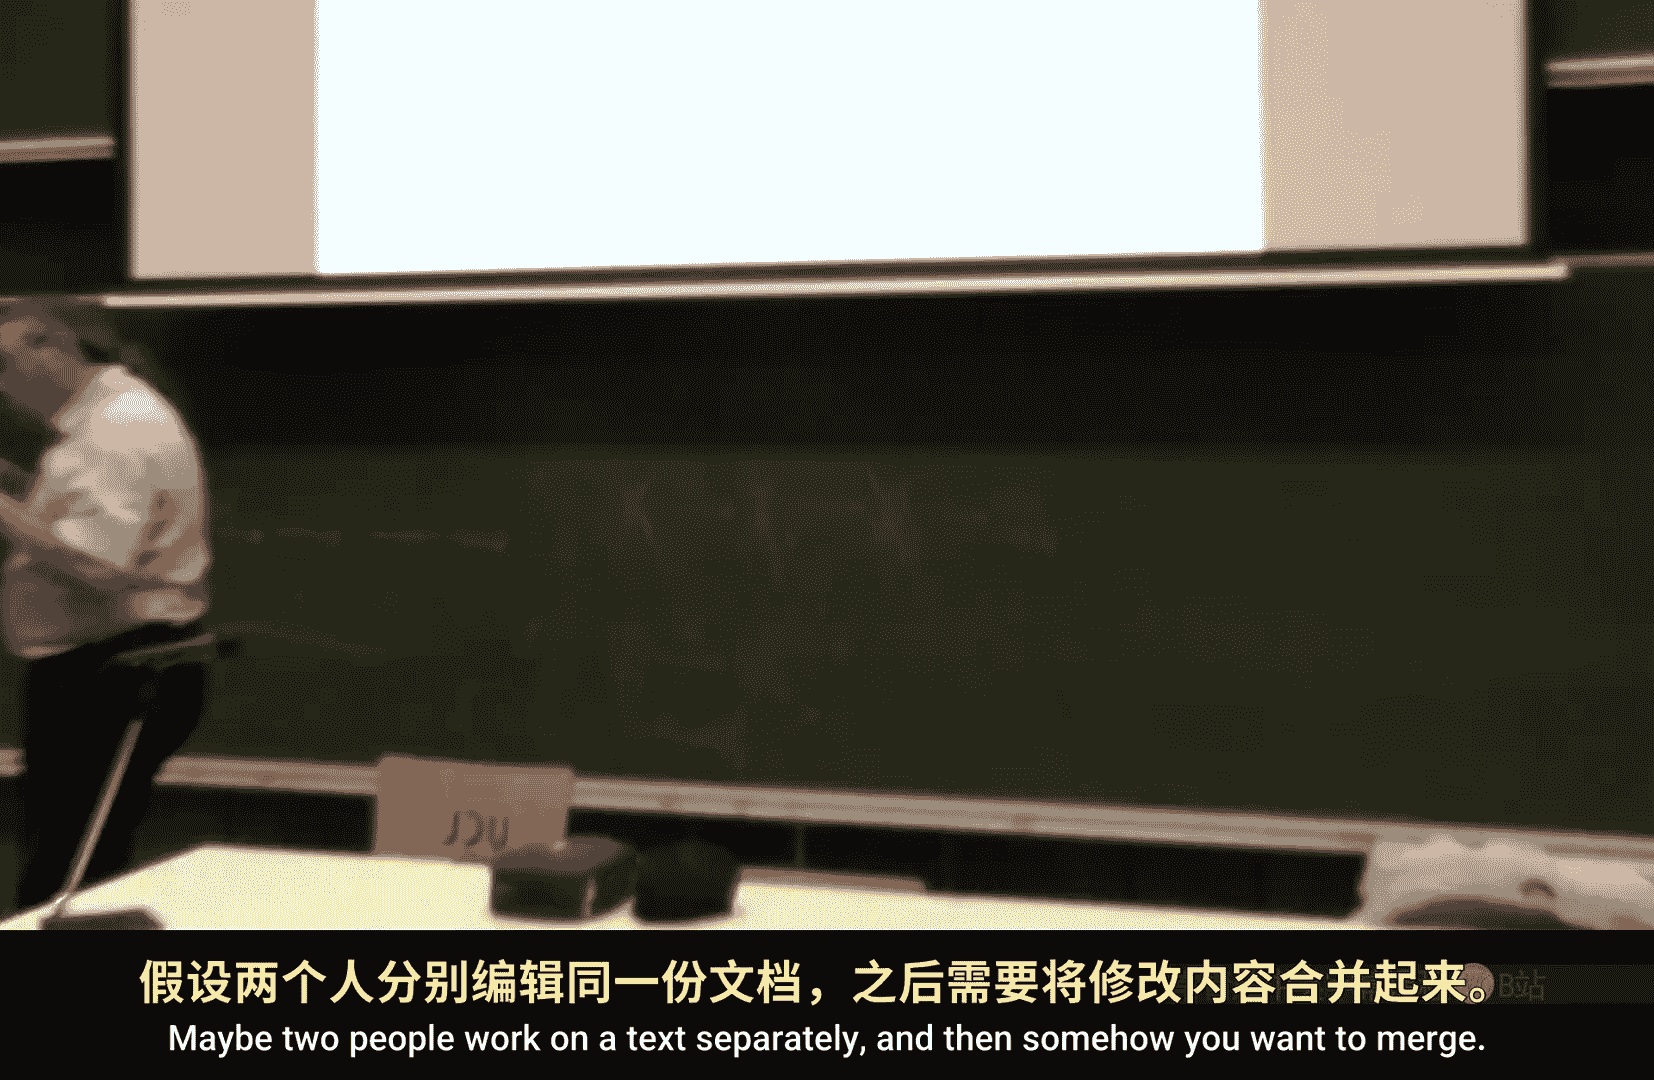 假设两个人分别编辑同一份文档，之后需要将修改内容合并起来。
B站
Maybe two people work on a text separately, and then somehow you want to merge.